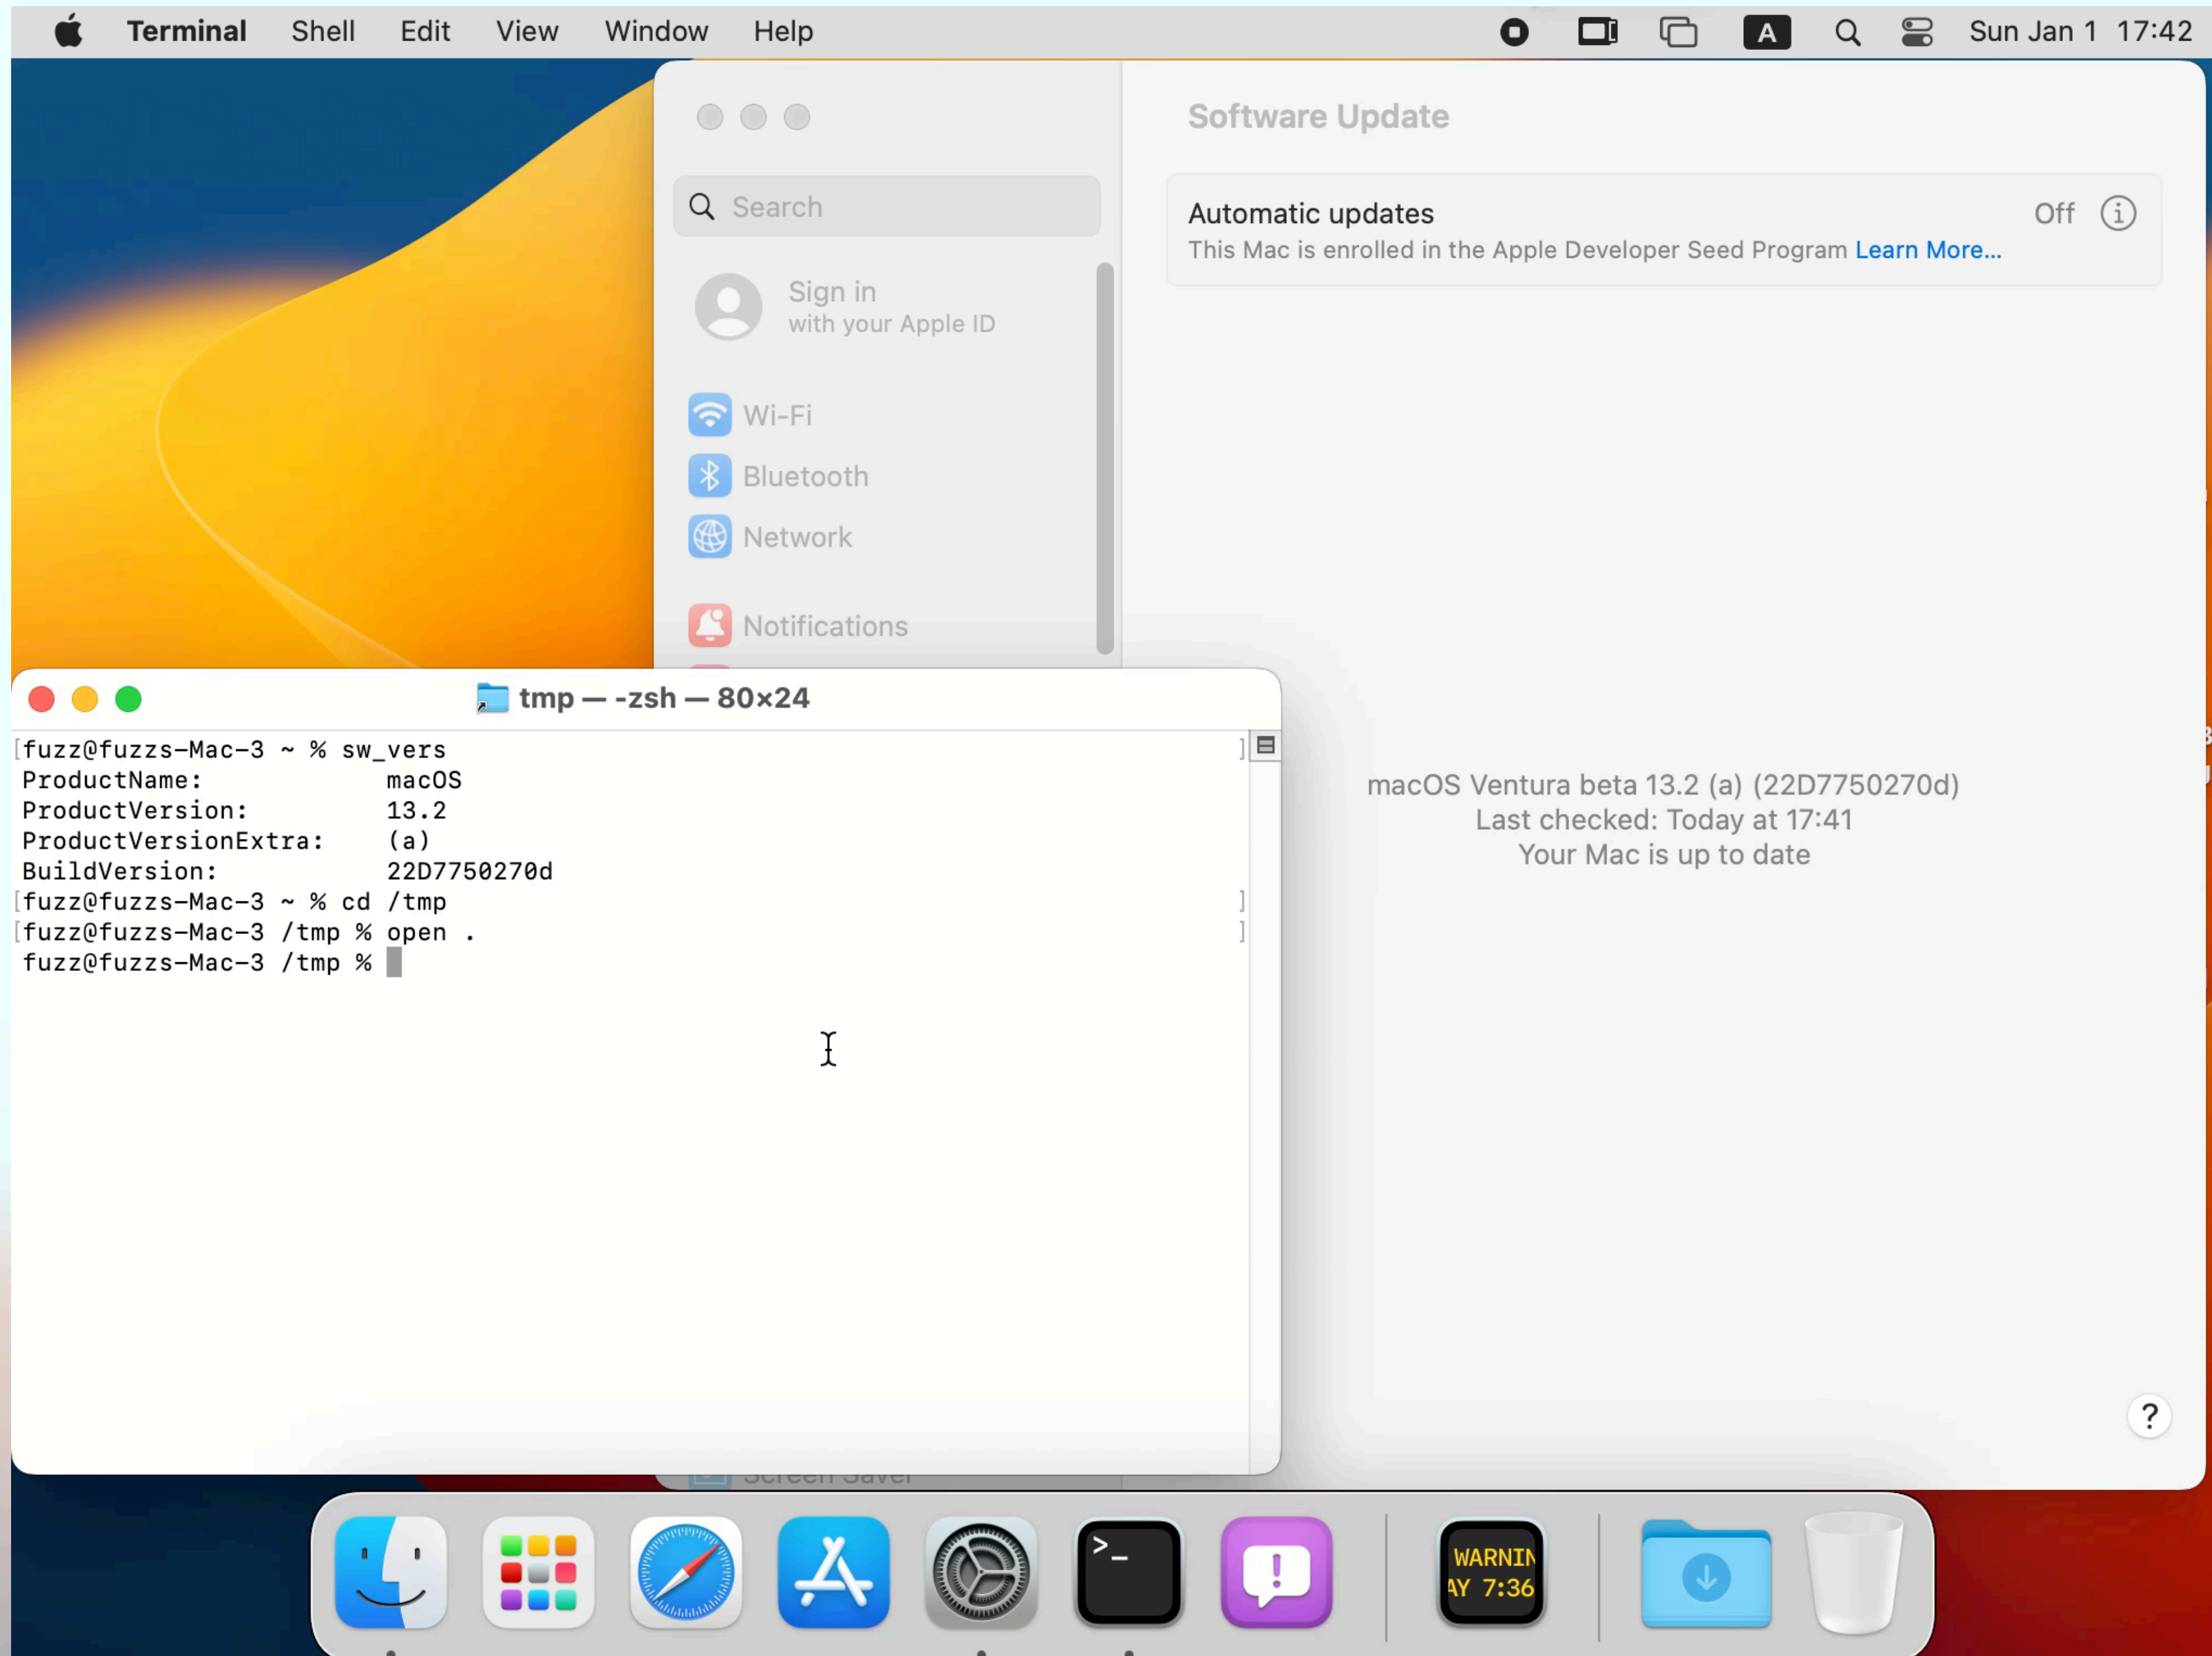 Terminal Shell Edit View Window Help A Sun Jan 1 17:42
Software Update
Search
Automatic updates Off
This Mac is enrolled in the Apple Developer Seed Program Learn More...
Sign in
with your Apple ID
Wi-Fi
Bluetooth
Network
Notifications
tmp — -zsh — 80×24
[fuzz@fuzzs-Mac-3 ~ % sw_vers ]
ProductName: macOS
ProductVersion: 13.2
ProductVersionExtra: (a)
BuildVersion: 22D7750270d
[fuzz@fuzzs-Mac-3 ~ % cd /tmp ]
[fuzz@fuzzs-Mac-3 /tmp % open . ]
fuzz@fuzzs-Mac-3 /tmp %
macOS Ventura beta 13.2 (a) (22D7750270d)
Last checked: Today at 17:41
Your Mac is up to date
?
Screen Saver
>_
!
WARNIN
AY 7:36